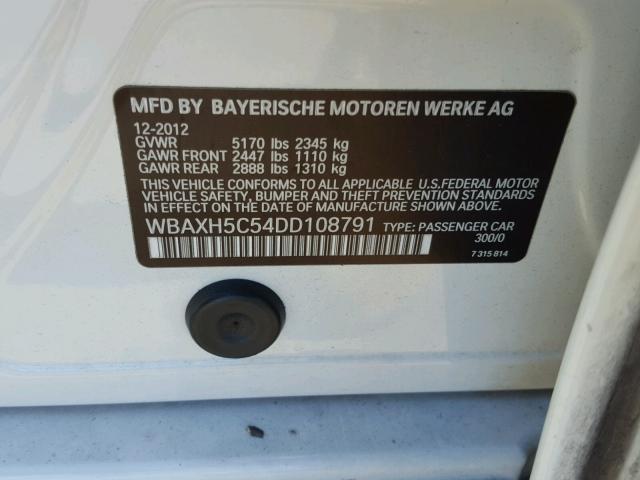 MFD BY BAYERISCHE MOTOREN WERKE AG
12-2012
GVWR 5170 lbs 2345 kg
GAWR FRONT 2447 lbs 1110 kg
GAWR REAR 2888 lbs 1310 kg
THIS VEHICLE CONFORMS TO ALL APPLICABLE U.S.FEDERAL MOTOR
VEHICLE SAFETY, BUMPER AND THEFT PREVENTION STANDARDS
IN EFFECT ON THE DATE OF MANUFACTURE SHOWN ABOVE.
WBAXH5C54DD108791 TYPE: PASSENGER CAR
300/0
7 315 814